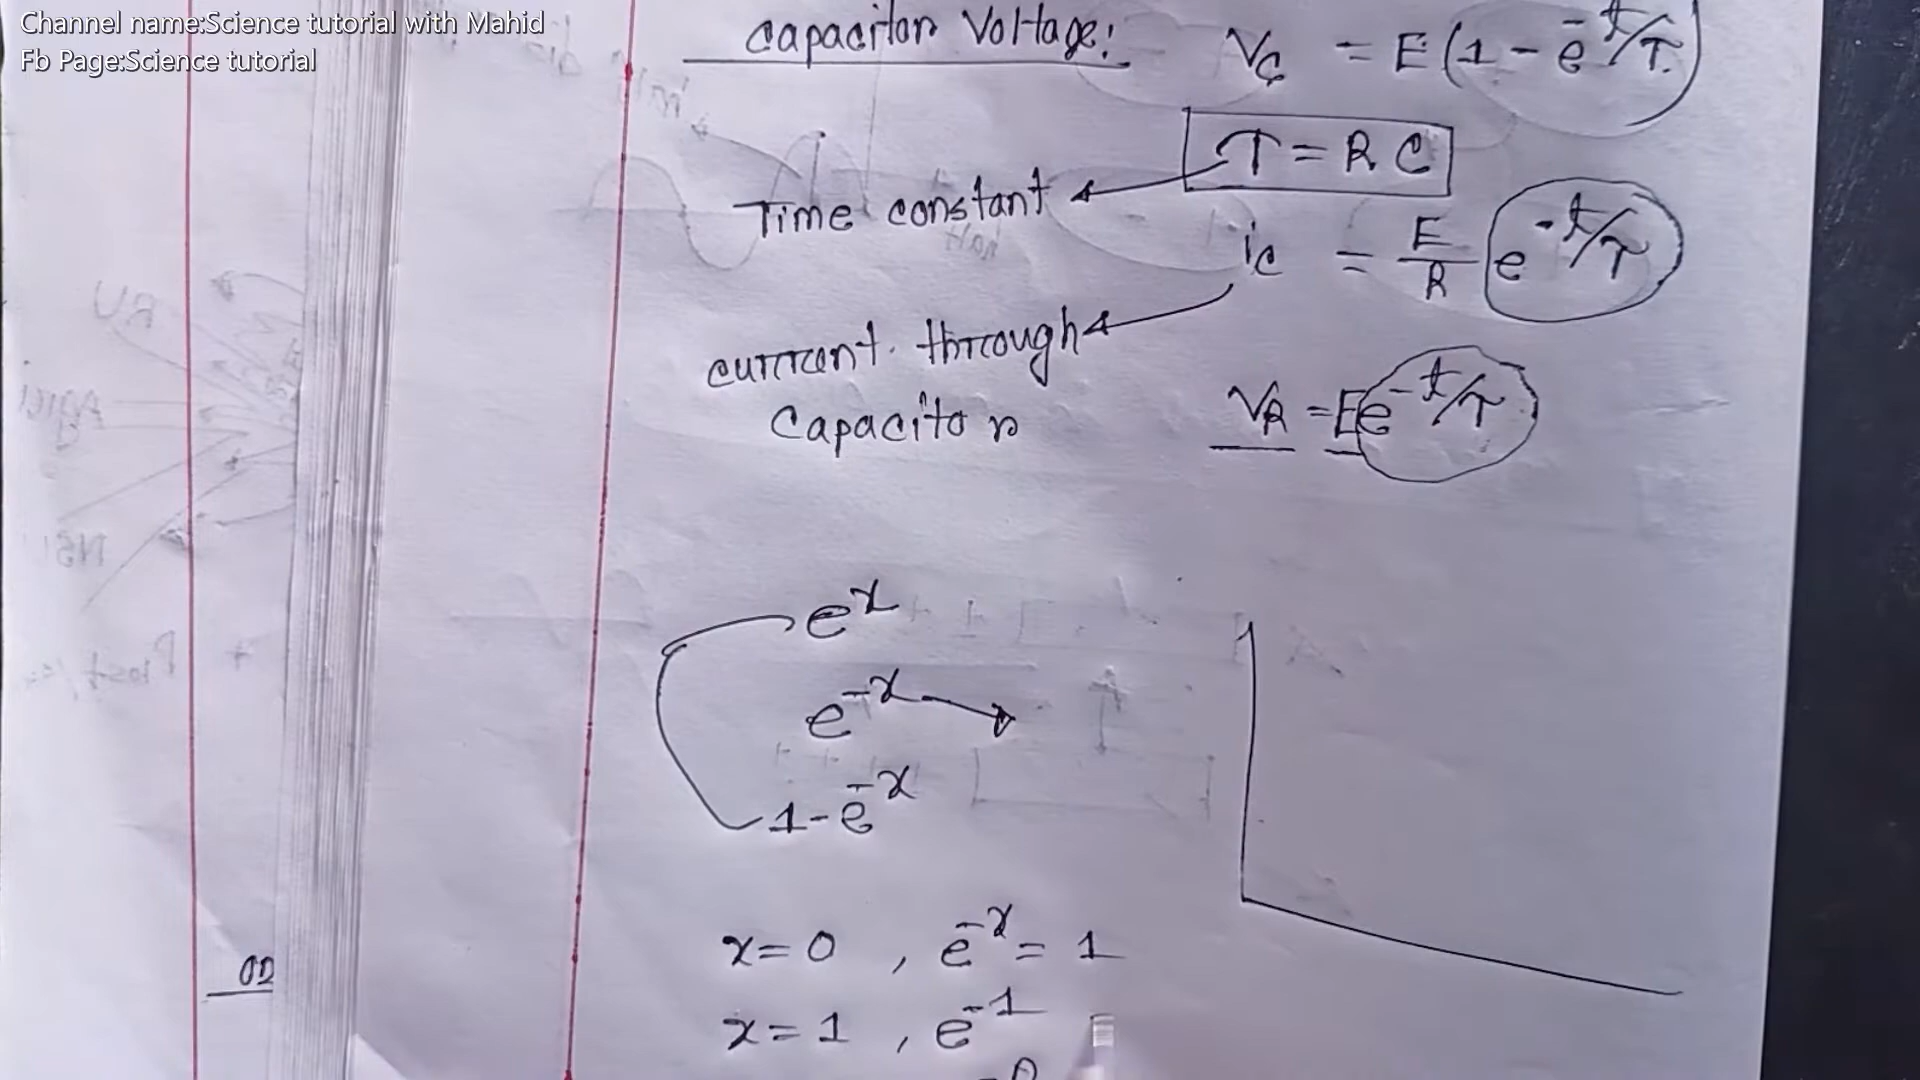 Channel name:Science tutorial with Mahid
Fb Page:Science tutorial
Capacitor Voltage: Vc = E(1 - e^-t/τ)
τ = RC
Time constant
ic = E/R e^-t/τ
current through
Capacitor
VR = Ee^-t/τ
e^x
e^-x
1 - e^-x
x = 0 , e^-x = 1
x = 1 , e^-1
02